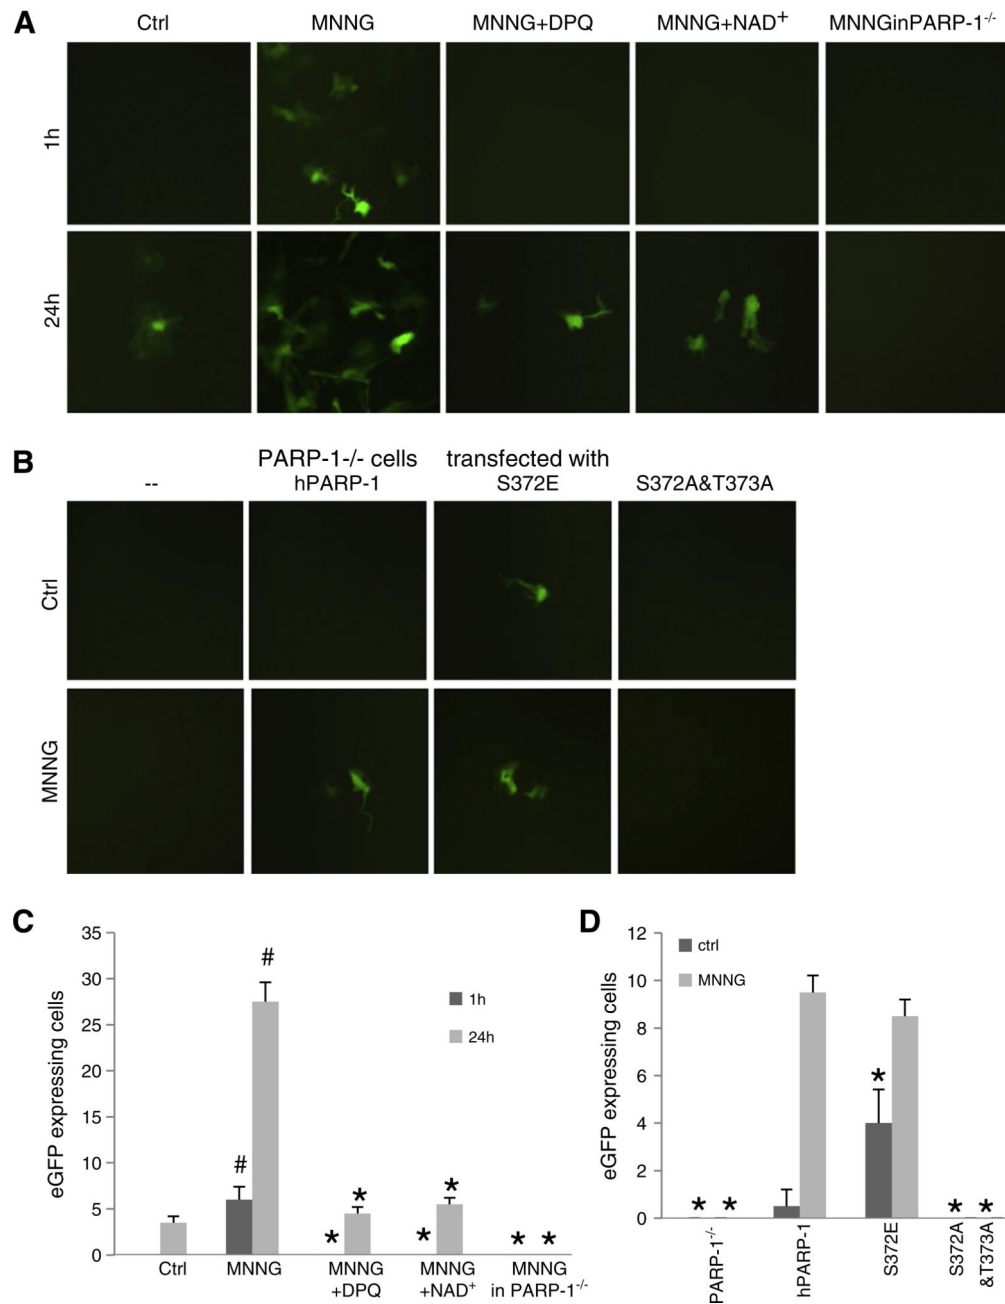 A
Ctrl MNNG MNNG+DPQ MNNG+NAD⁺ MNNGinPARP-1⁻/⁻
1h
24h
B
PARP-1-/- cells transfected with
-- hPARP-1 S372E S372A&T373A
Ctrl
MNNG
C
eGFP expressing cells
35
30
25
20
15
10
5
0
# # * * * * * *
1h
24h
Ctrl MNNG MNNG MNNG MNNG
+DPQ +NAD⁺ in PARP-1⁻/⁻
D
eGFP expressing cells
12
10
8
6
4
2
0
ctrl
MNNG
* * * * *
PARP-1⁻/⁻
hPARP-1
S372E
S372A
&T373A